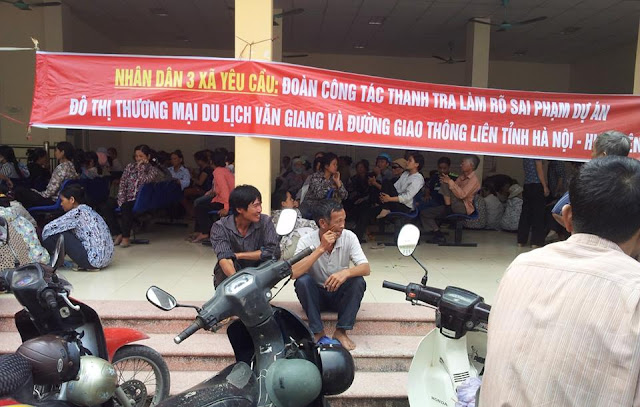 NHÂN DÂN 3 XÃ YÊU CẦU: ĐOÀN CÔNG TÁC THANH TRA LÀM RÕ SAI PHẠM DỰ ÁN
ĐÔ THỊ THƯƠNG MẠI DU LỊCH VĂN GIANG VÀ ĐƯỜNG GIAO THÔNG LIÊN TỈNH HÀ NỘI -
HONDA